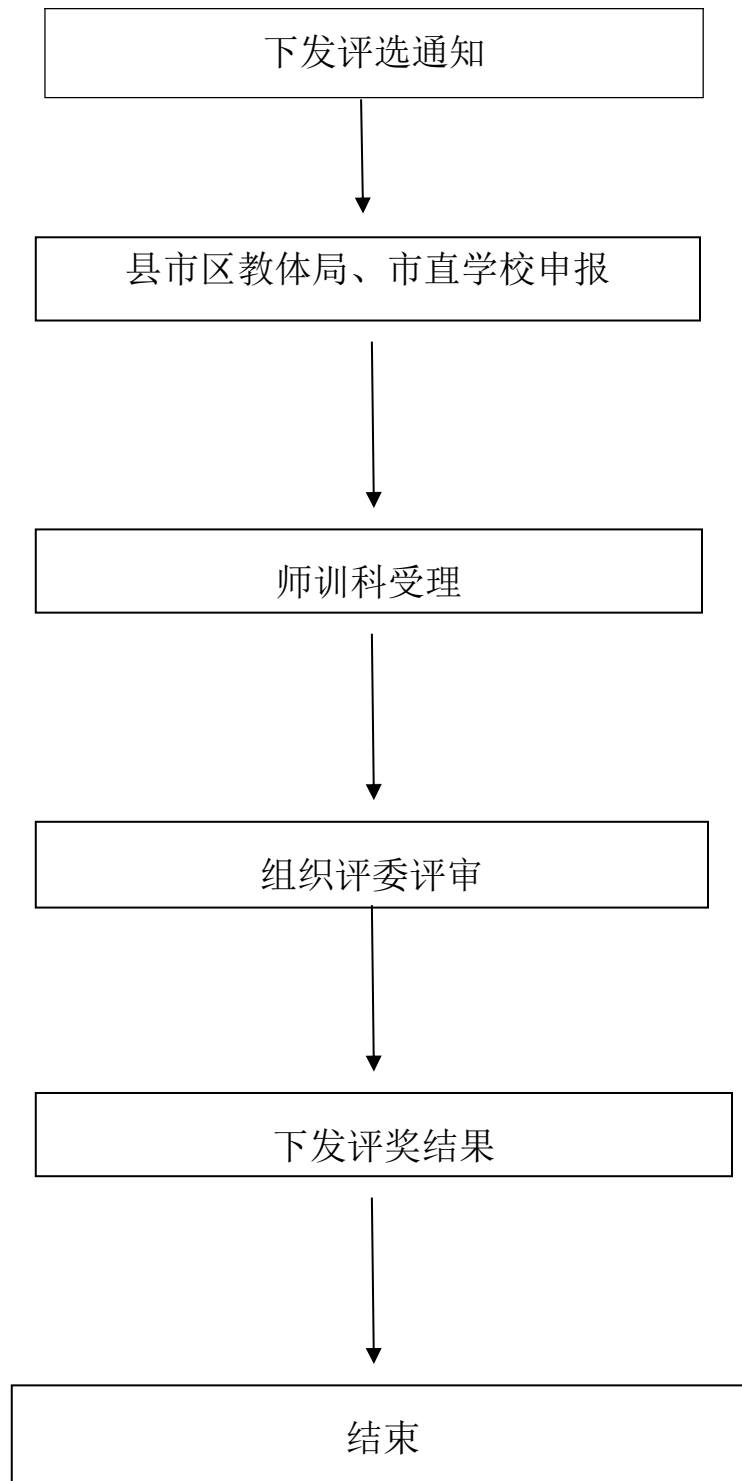 下发评选通知
县市区教体局、市直学校申报
师训科受理
组织评委评审
下发评奖结果
结束